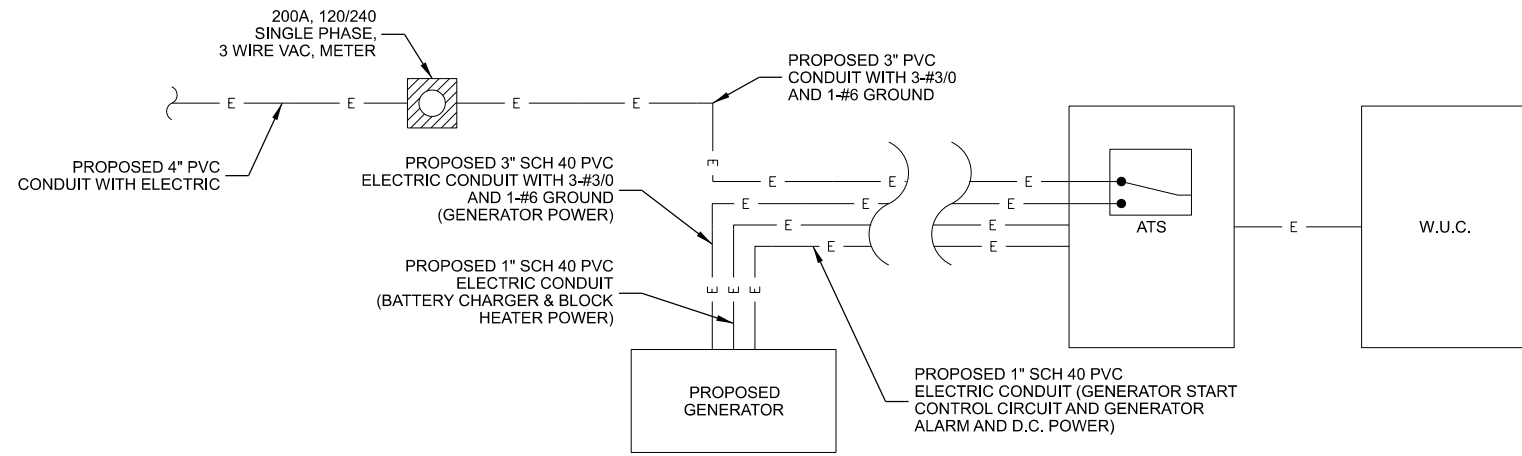 200A, 120/240
SINGLE PHASE,
3 WIRE VAC, METER
PROPOSED 3" PVC
CONDUIT WITH 3-#3/0
AND 1-#6 GROUND
E E E E
PROPOSED 4" PVC
CONDUIT WITH ELECTRIC
PROPOSED 3" SCH 40 PVC
ELECTRIC CONDUIT WITH 3-#3/0
AND 1-#6 GROUND
(GENERATOR POWER)
E
E E E
E E E
E E
E E
ATS
E
W.U.C.
PROPOSED 1" SCH 40 PVC
ELECTRIC CONDUIT
(BATTERY CHARGER & BLOCK
HEATER POWER)
E E E
PROPOSED
GENERATOR
PROPOSED 1" SCH 40 PVC
ELECTRIC CONDUIT (GENERATOR START
CONTROL CIRCUIT AND GENERATOR
ALARM AND D.C. POWER)